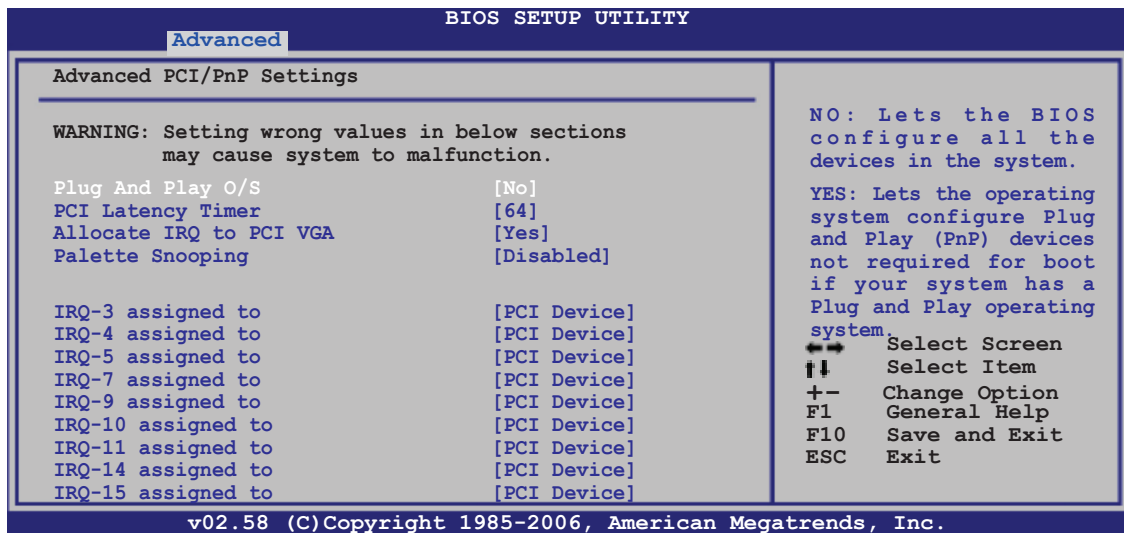 BIOS SETUP UTILITY
Advanced
Advanced PCI/PnP Settings
WARNING: Setting wrong values in below sections
may cause system to malfunction.
Plug And Play O/S [No]
PCI Latency Timer [64]
Allocate IRQ to PCI VGA [Yes]
Palette Snooping [Disabled]
IRQ-3 assigned to [PCI Device]
IRQ-4 assigned to [PCI Device]
IRQ-5 assigned to [PCI Device]
IRQ-7 assigned to [PCI Device]
IRQ-9 assigned to [PCI Device]
IRQ-10 assigned to [PCI Device]
IRQ-11 assigned to [PCI Device]
IRQ-14 assigned to [PCI Device]
IRQ-15 assigned to [PCI Device]
NO: Lets the BIOS
configure all the
devices in the system.
YES: Lets the operating
system configure Plug
and Play (PnP) devices
not required for boot
if your system has a
Plug and Play operating
system.
←→ Select Screen
↑↓ Select Item
+- Change Option
F1 General Help
F10 Save and Exit
ESC Exit
v02.58 (C)Copyright 1985-2006, American Megatrends, Inc.